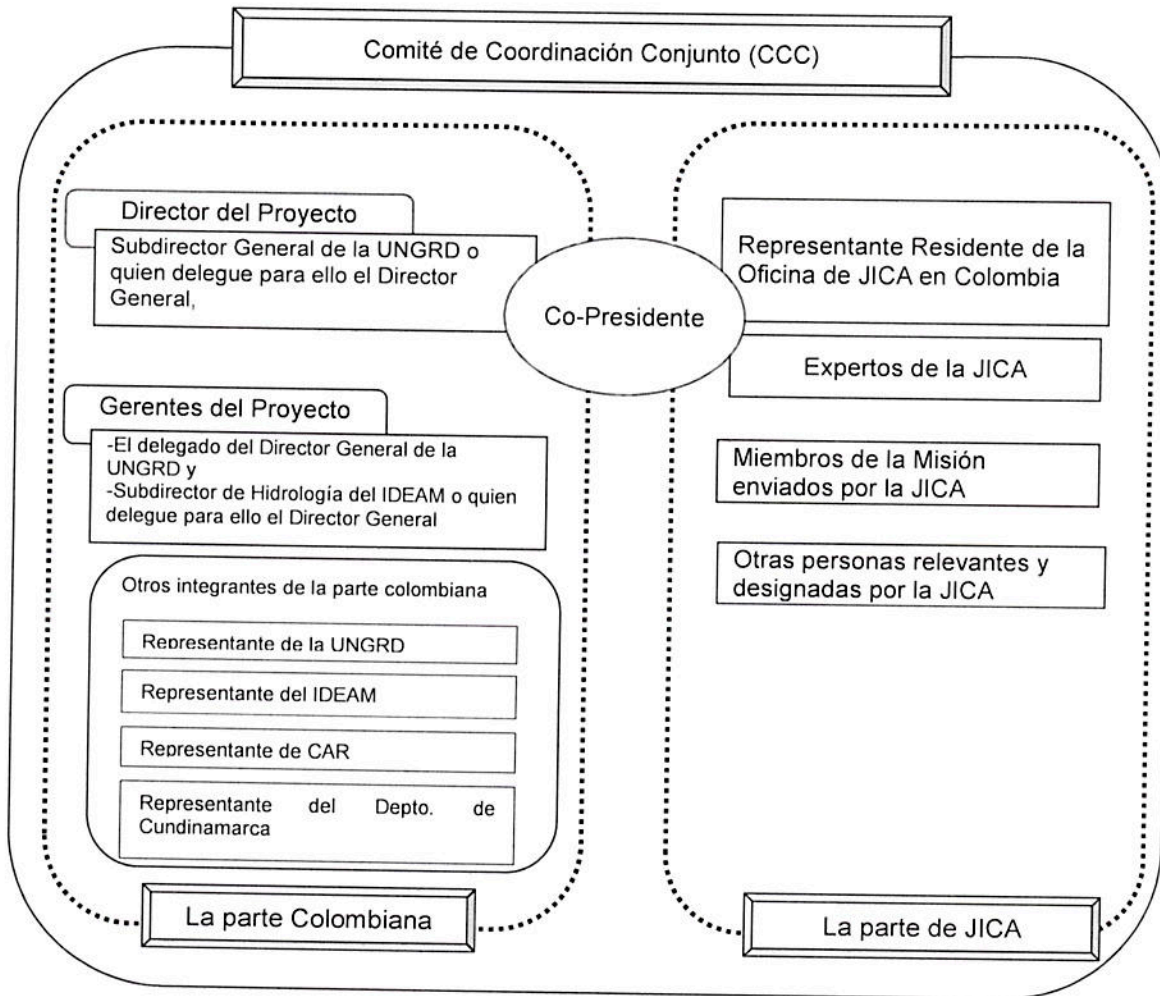 Comité de Coordinación Conjunto (CCC)
Director del Proyecto
Subdirector General de la UNGRD o
quien delegue para ello el Director
General,
Gerentes del Proyecto
-El delegado del Director General de la
UNGRD y
-Subdirector de Hidrología del IDEAM o quien
delegue para ello el Director General
Otros integrantes de la parte colombiana
Representante de la UNGRD
Representante del IDEAM
Representante de CAR
Representante del Depto. de
Cundinamarca
La parte Colombiana
Co-Presidente
Representante Residente de la
Oficina de JICA en Colombia
Expertos de la JICA
Miembros de la Misión
enviados por la JICA
Otras personas relevantes y
designadas por la JICA
La parte de JICA